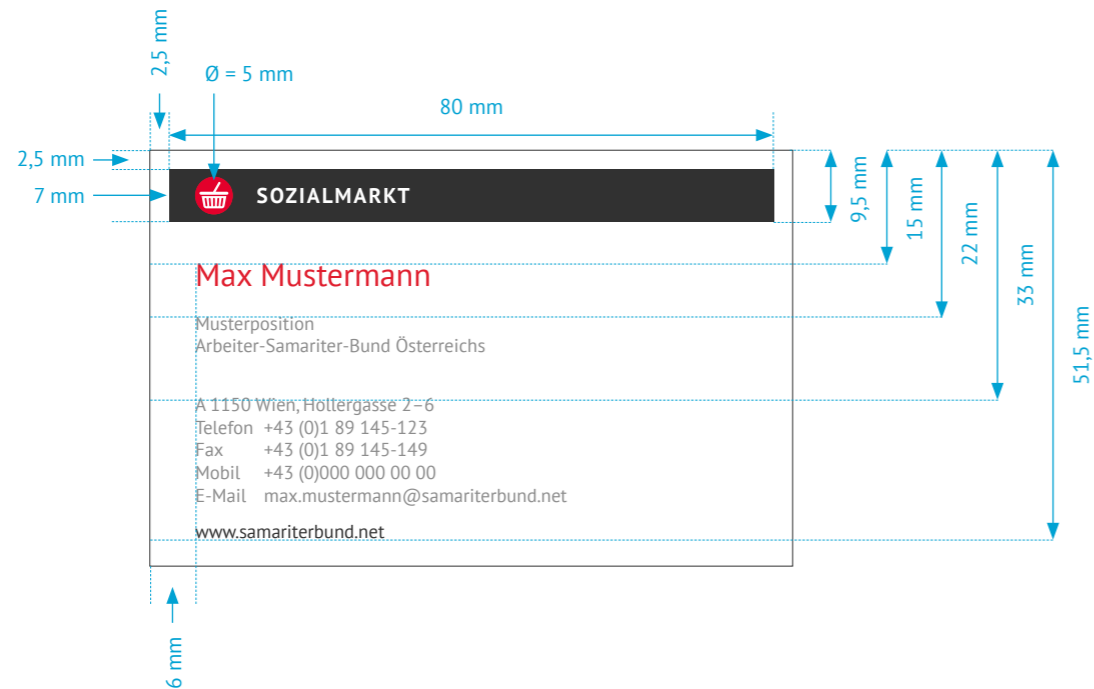 2,5 mm
Ø = 5 mm
80 mm
2,5 mm
7 mm
SOZIALMARKT
9,5 mm
15 mm
22 mm
33 mm
51,5 mm
Max Mustermann
Musterposition
Arbeiter-Samariter-Bund Österreichs
A 1150 Wien, Hollergasse 2–6
Telefon +43 (0)1 89 145-123
Fax +43 (0)1 89 145-149
Mobil +43 (0)000 000 00 00
E-Mail max.mustermann@samariterbund.net
www.samariterbund.net
6 mm